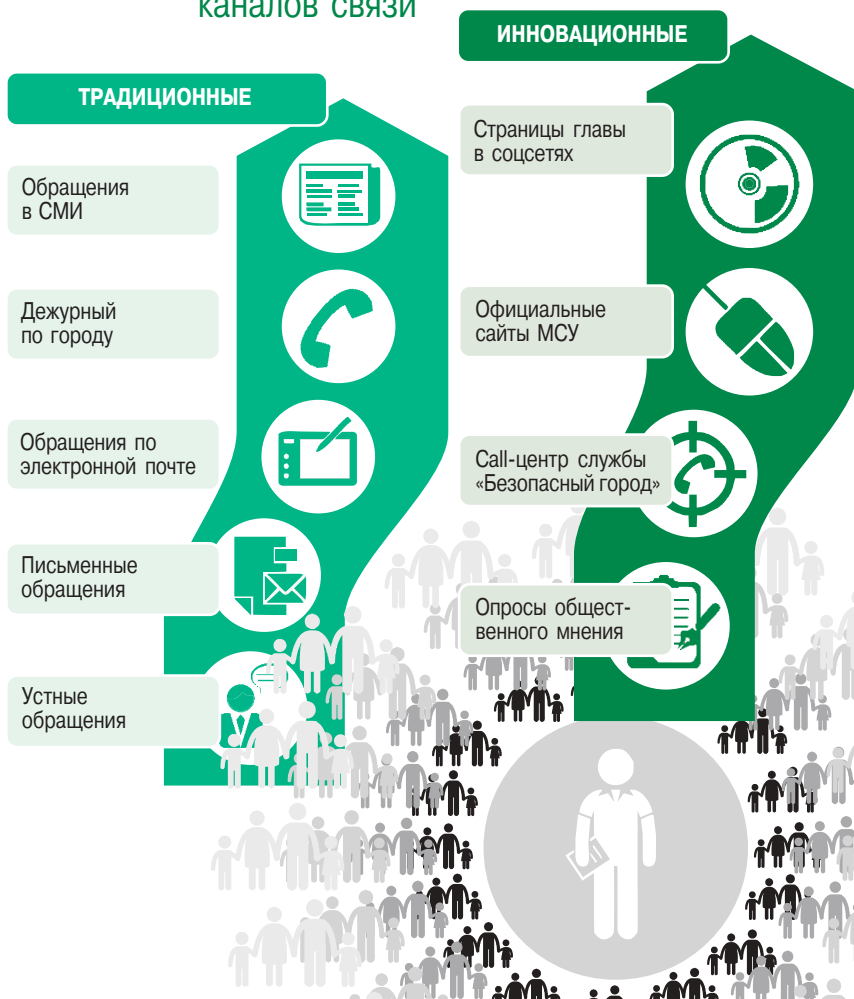 каналов связи
ТРАДИЦИОННЫЕ
Обращения
в СМИ
Дежурный
по городу
Обращения по
электронной почте
Письменные
обращения
Устные
обращения
ИННОВАЦИОННЫЕ
Страницы главы
в соцсетях
Официальные
сайты МСУ
Call-центр службы
«Безопасный город»
Опросы общест-
венного мнения